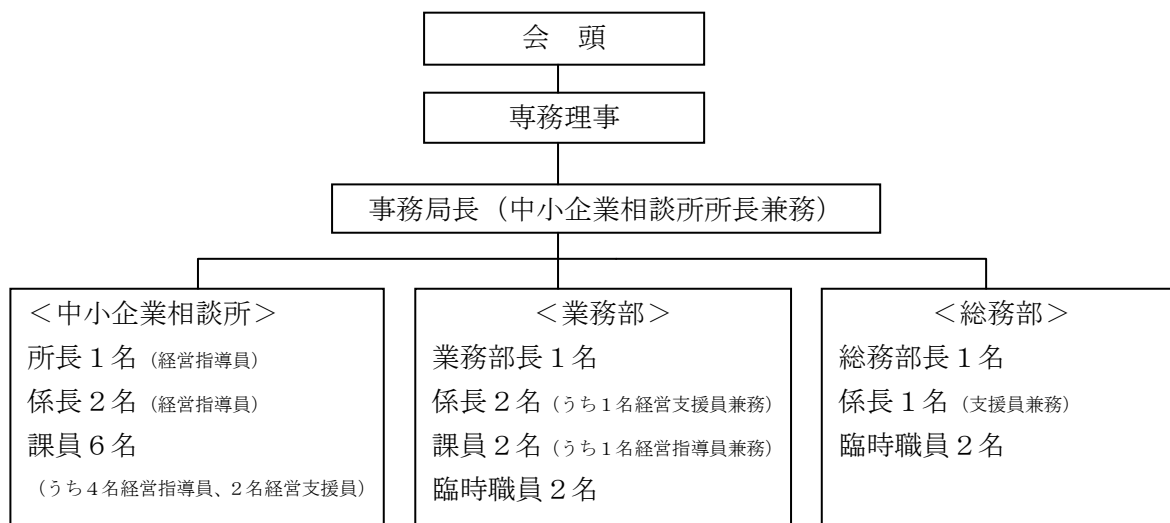 会　頭
専務理事
事務局長（中小企業相談所所長兼務）
＜中小企業相談所＞
所長１名（経営指導員）
係長２名（経営指導員）
課員６名
（うち４名経営指導員、２名経営支援員）
＜業務部＞
業務部長１名
係長２名（うち１名経営支援員兼務）
課員２名（うち１名経営指導員兼務）
臨時職員２名
＜総務部＞
総務部長１名
係長１名（支援員兼務）
臨時職員２名